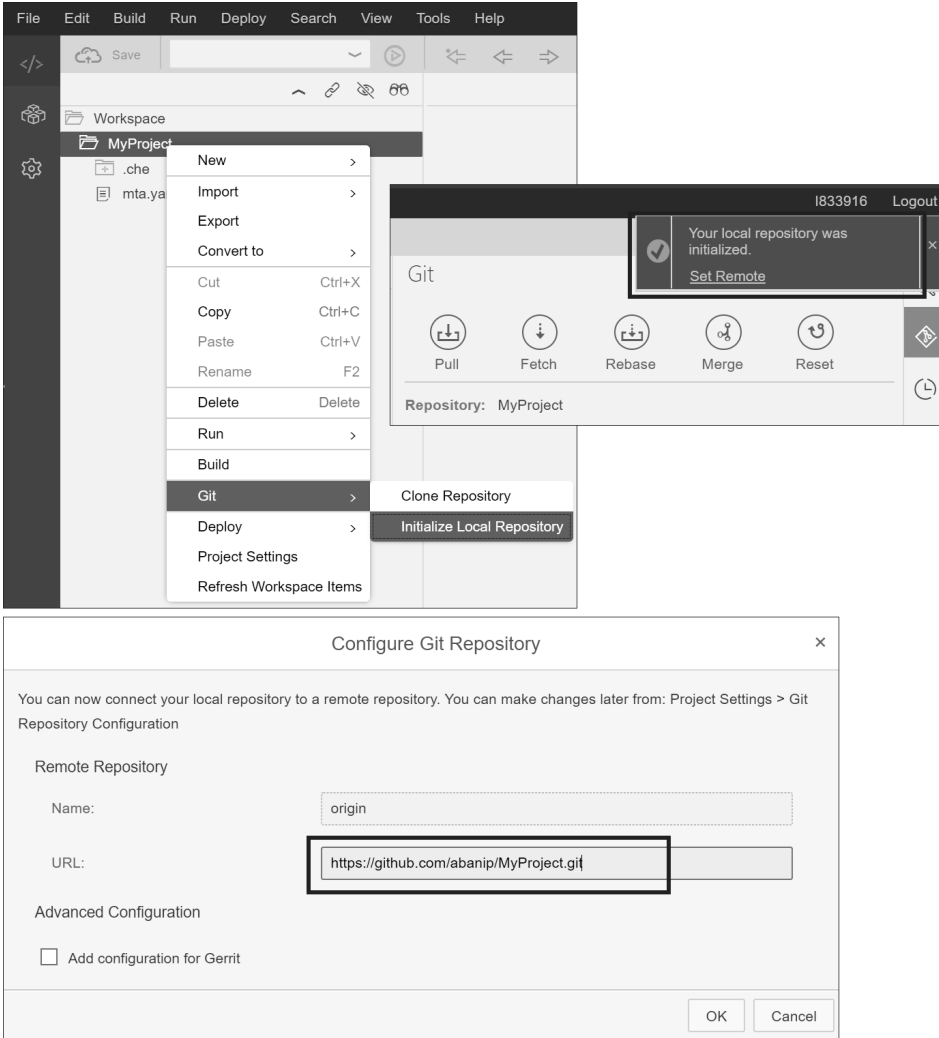 File Edit Build Run Deploy Search View Tools Help
Save
Workspace
MyProject
.che
mta.ya
New
Import
Export
Convert to
Cut Ctrl+X
Copy Ctrl+C
Paste Ctrl+V
Rename F2
Delete Delete
Run
Build
Git
Deploy
Project Settings
Refresh Workspace Items
Clone Repository
Initialize Local Repository
I833916 Logout
Your local repository was
initialized.
Set Remote
Git
Pull Fetch Rebase Merge Reset
Repository: MyProject
Configure Git Repository
You can now connect your local repository to a remote repository. You can make changes later from: Project Settings > Git
Repository Configuration
Remote Repository
Name: origin
URL: https://github.com/abanip/MyProject.git
Advanced Configuration
Add configuration for Gerrit
OK Cancel